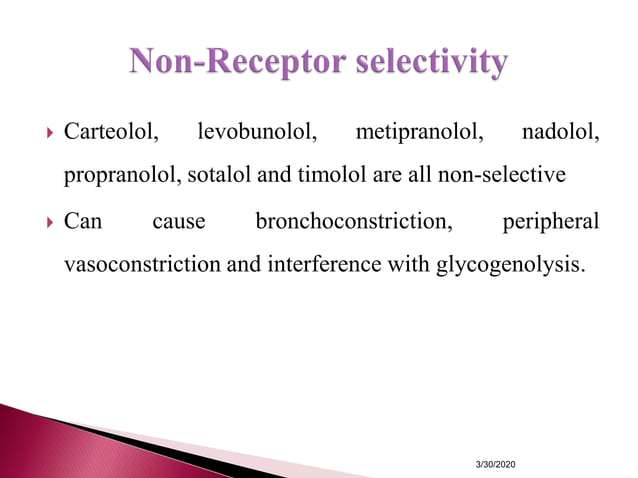 Non-Receptor selectivity
Carteolol, levobunolol, metipranolol, nadolol,
propranolol, sotalol and timolol are all non-selective
Can cause bronchoconstriction, peripheral
vasoconstriction and interference with glycogenolysis.
3/30/2020